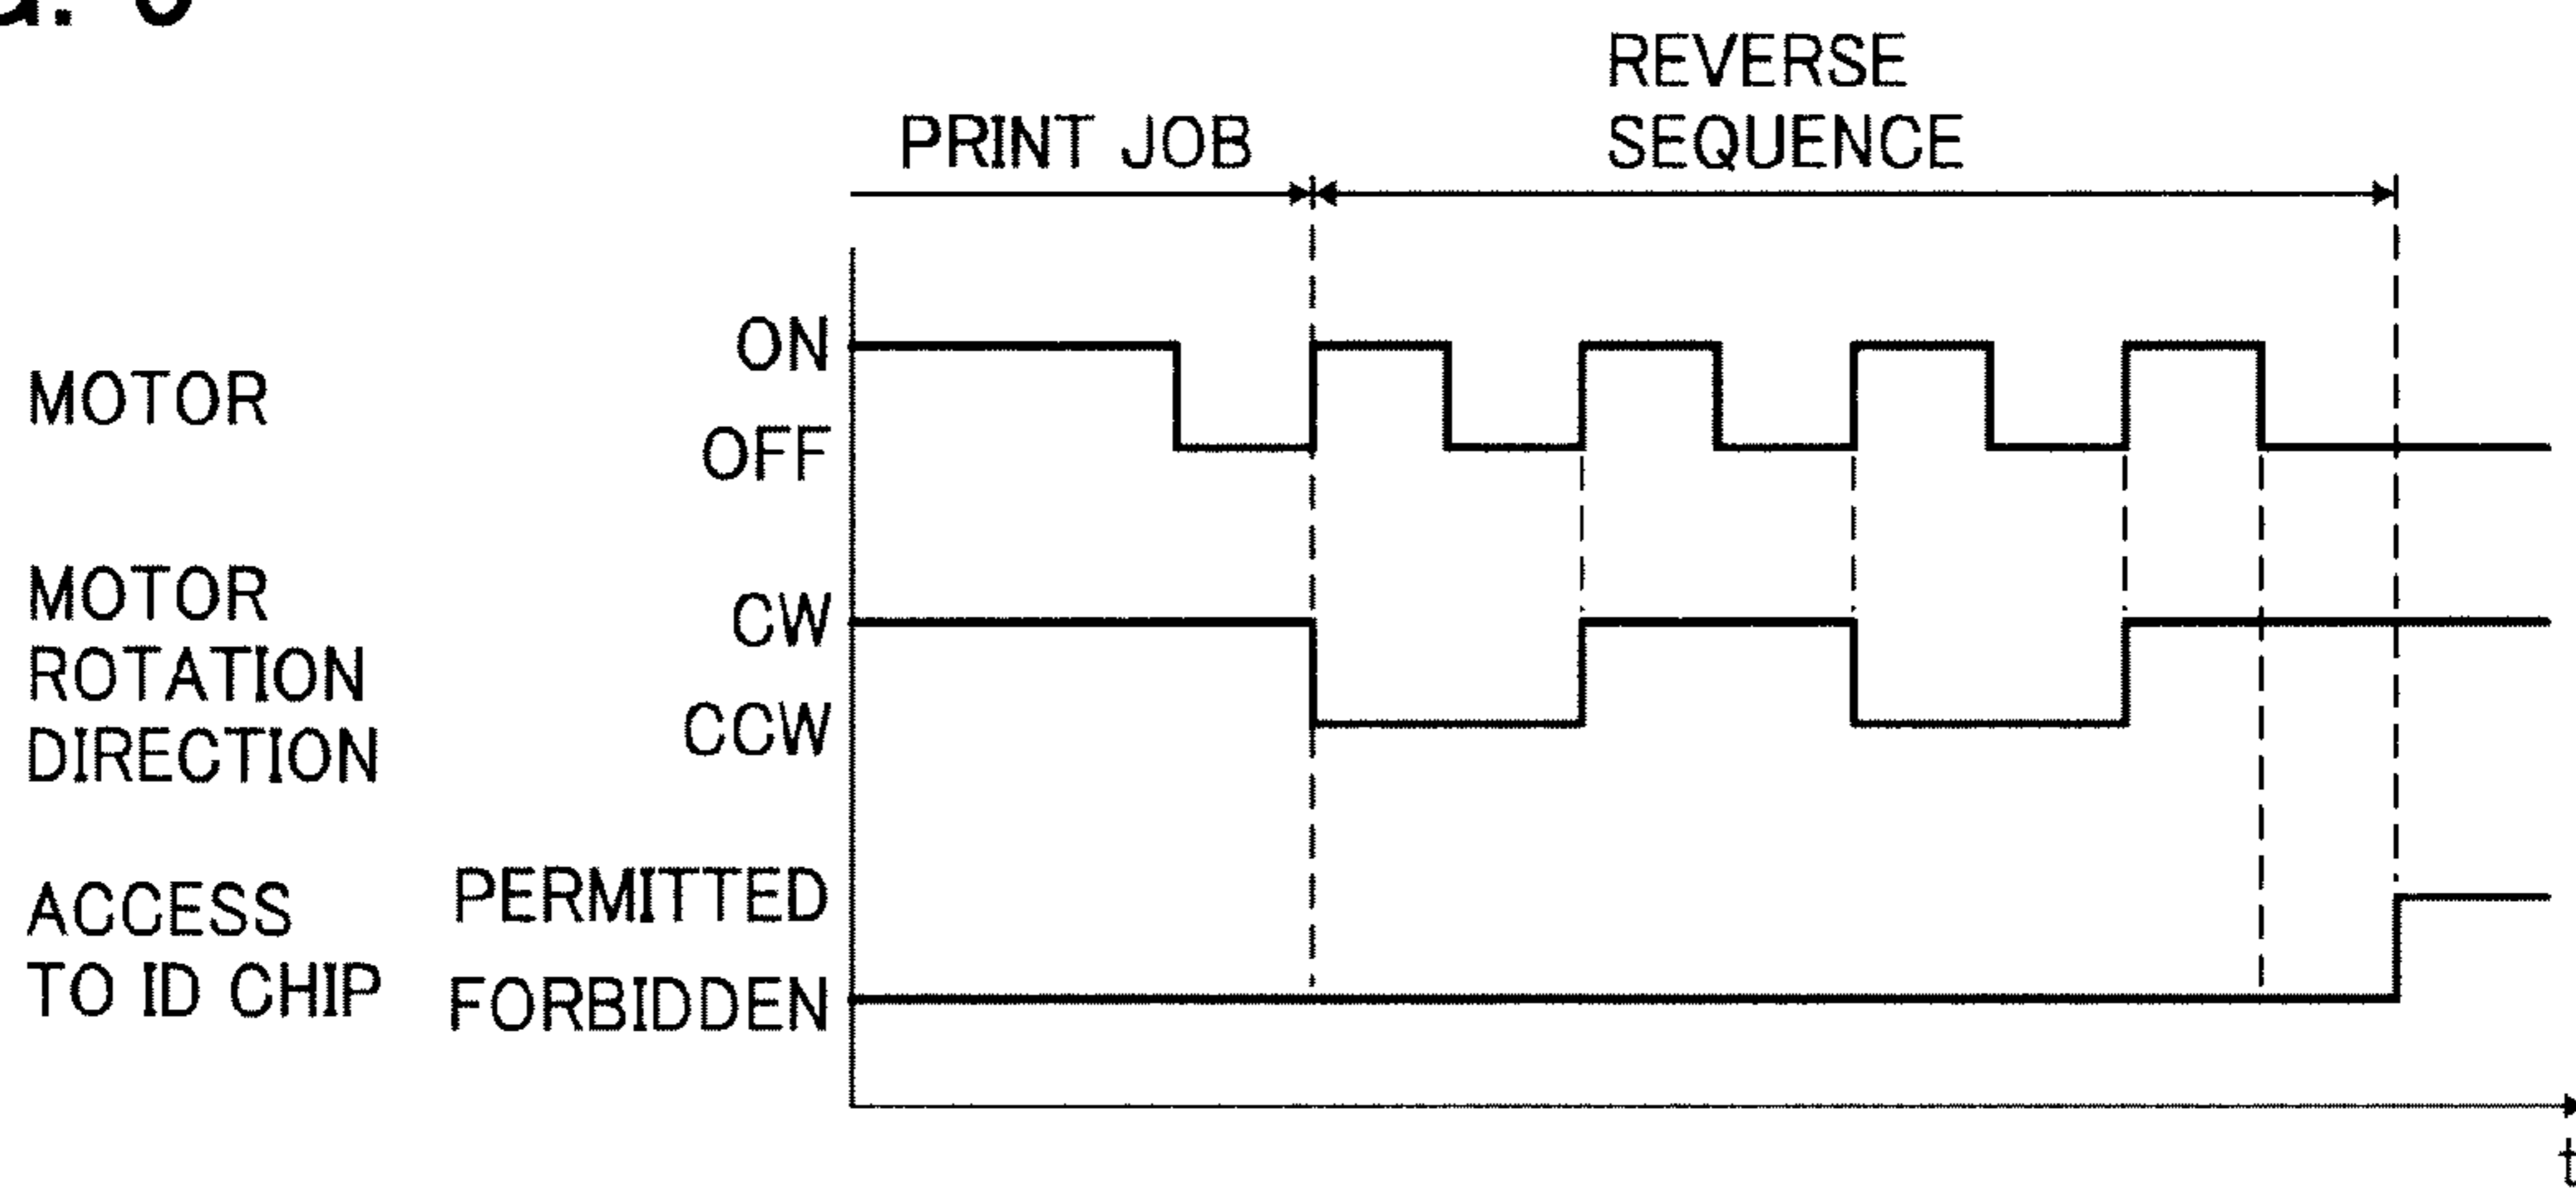 REVERSE
PRINT JOB SEQUENCE
ON
MOTOR
OFF
MOTOR CW
ROTATION
DIRECTION CCW
PERMITTED
ACCESS
TO ID CHIP FORBIDDEN
t